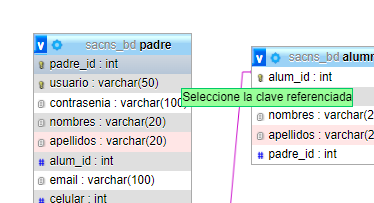 v sacns_bd padre
padre_id : int
usuario : varchar(50)
contrasenia : varchar(100
nombres : varchar(20)
apellidos : varchar(20)
# alum_id : int
email : varchar(100)
# celular : int
v sacns_bd alumn
alum_id : int
Seleccione la clave referenciada
nombres : varchar(2
apellidos : varchar(2
# padre_id : int